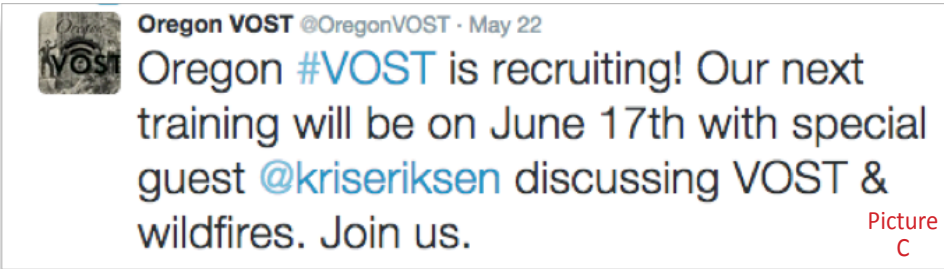 Oregon
VOST
Oregon VOST @OregonVOST · May 22
Oregon #VOST is recruiting! Our next
training will be on June 17th with special
guest @kriseriksen discussing VOST &
wildfires. Join us.
Picture
C